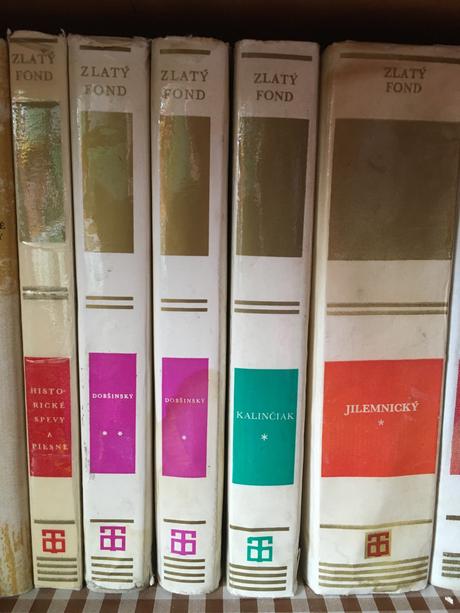 ZLATÝ
FOND
HISTO-
RICKÉ
SPEVY
A
PIESNE
ZLATÝ
FOND
DOBŠINSKÝ
* *
ZLATÝ
FOND
DOBŠINSKÝ
*
ZLATÝ
FOND
KALINČIAK
*
ZLATÝ
FOND
JILEMNICKÝ
*